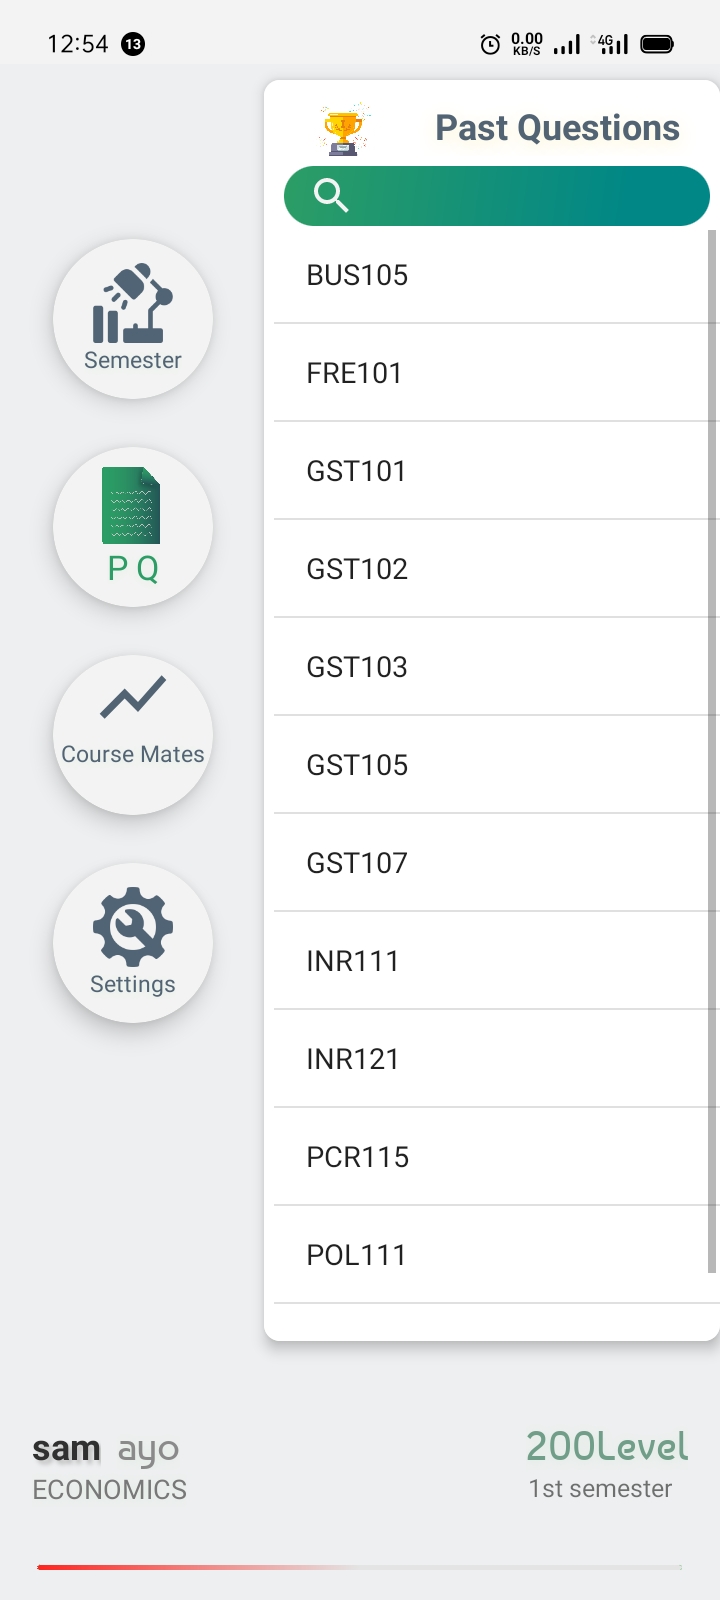 12:54 13 0.00 KB/S 4G
Past Questions
BUS105
FRE101
GST101
GST102
GST103
GST105
GST107
INR111
INR121
PCR115
POL111
Semester
P Q
Course Mates
Settings
sam ayo
ECONOMICS
200Level
1st semester